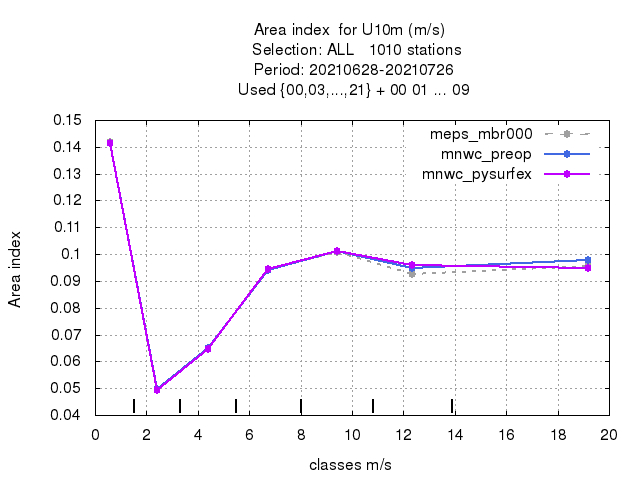 Area index  for U10m (m/s)
Selection: ALL   1010 stations
Period: 20210628-20210726
Used {00,03,...,21} + 00 01 ... 09
meps_mbr000
mnwc_preop
mnwc_pysurfex
0.15
0.14
0.13
0.12
0.11
0.1
0.09
0.08
0.07
0.06
0.05
0.04
Area index
0 2 4 6 8 10 12 14 16 18 20
classes m/s